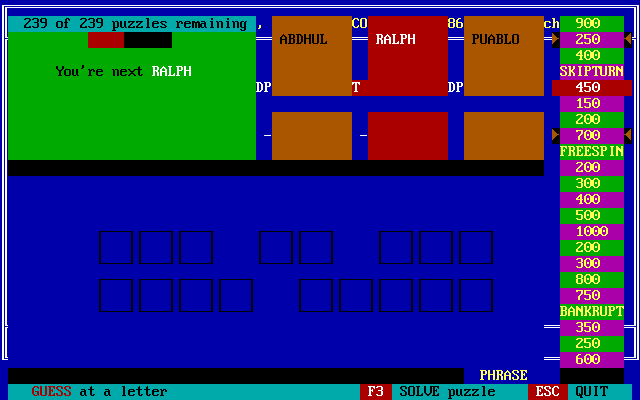 239 of 239 puzzles remaining , CO 86 ch
ABDHUL RALPH PUABLO
You're next RALPH
DP T DP
900
250
400
SKIPTURN
450
150
200
700
FREESPIN
200
300
400
500
1000
200
300
800
750
BANKRUPT
350
250
600
PHRASE
GUESS at a letter F3 SOLVE puzzle ESC QUIT